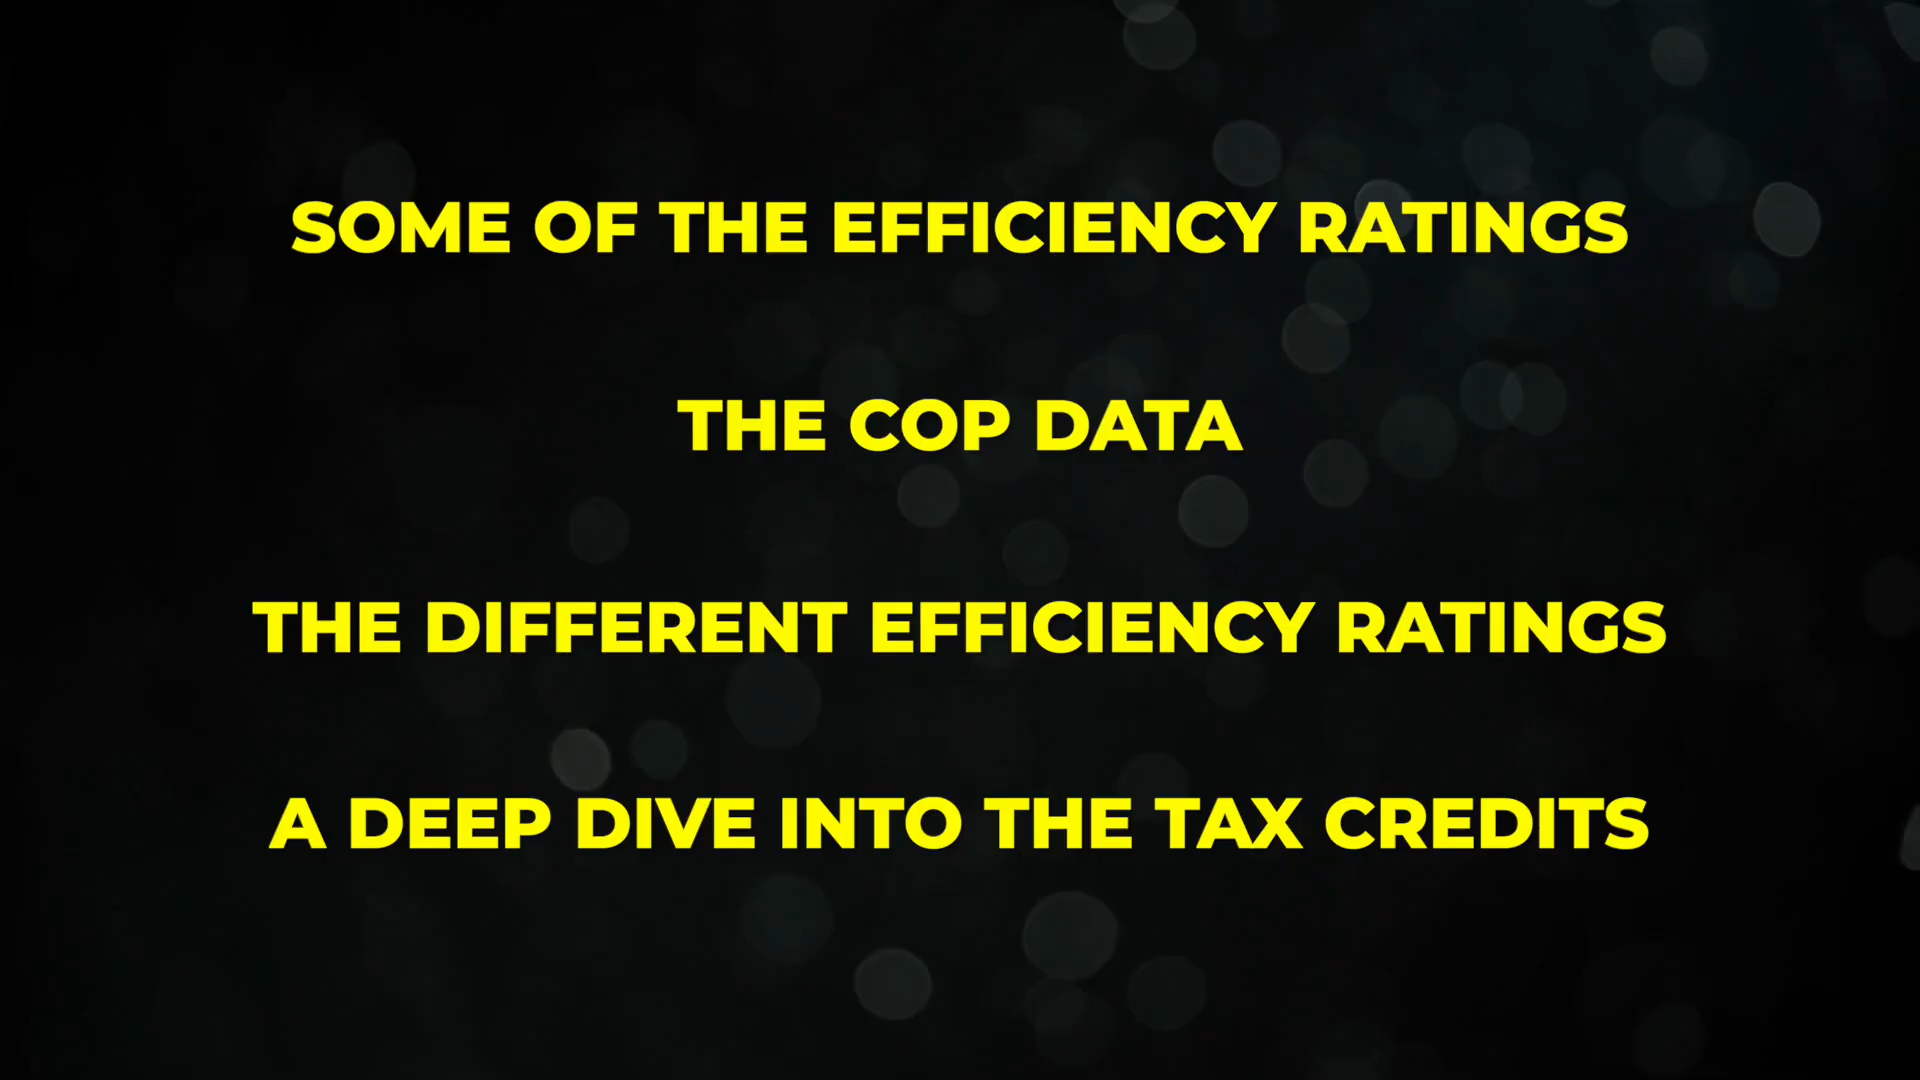 SOME OF THE EFFICIENCY RATINGS
THE COP DATA
THE DIFFERENT EFFICIENCY RATINGS
A DEEP DIVE INTO THE TAX CREDITS